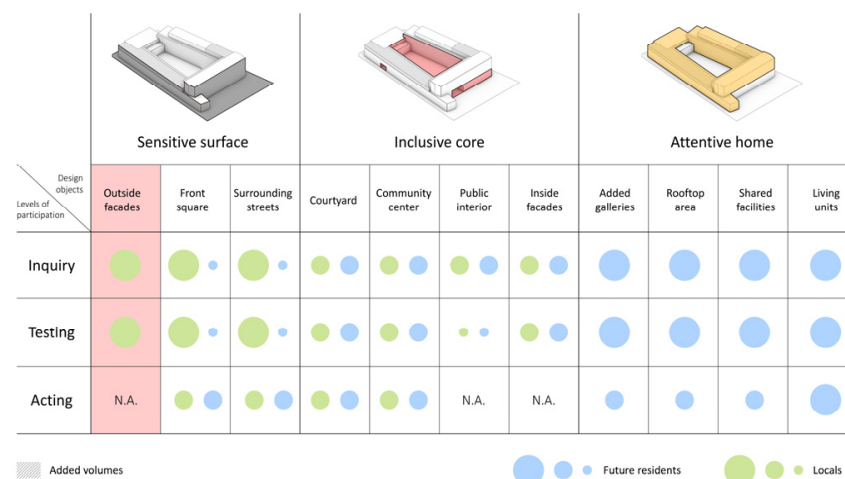 Sensitive surface
Inclusive core
Attentive home
Design
objects
Levels of
participation
Outside
facades
Front
square
Surrounding
streets
Courtyard
Community
center
Public
interior
Inside
facades
Added
galleries
Rooftop
area
Shared
facilities
Living
units
Inquiry
Testing
Acting
N.A.
N.A.
N.A.
Added volumes
Future residents
Locals